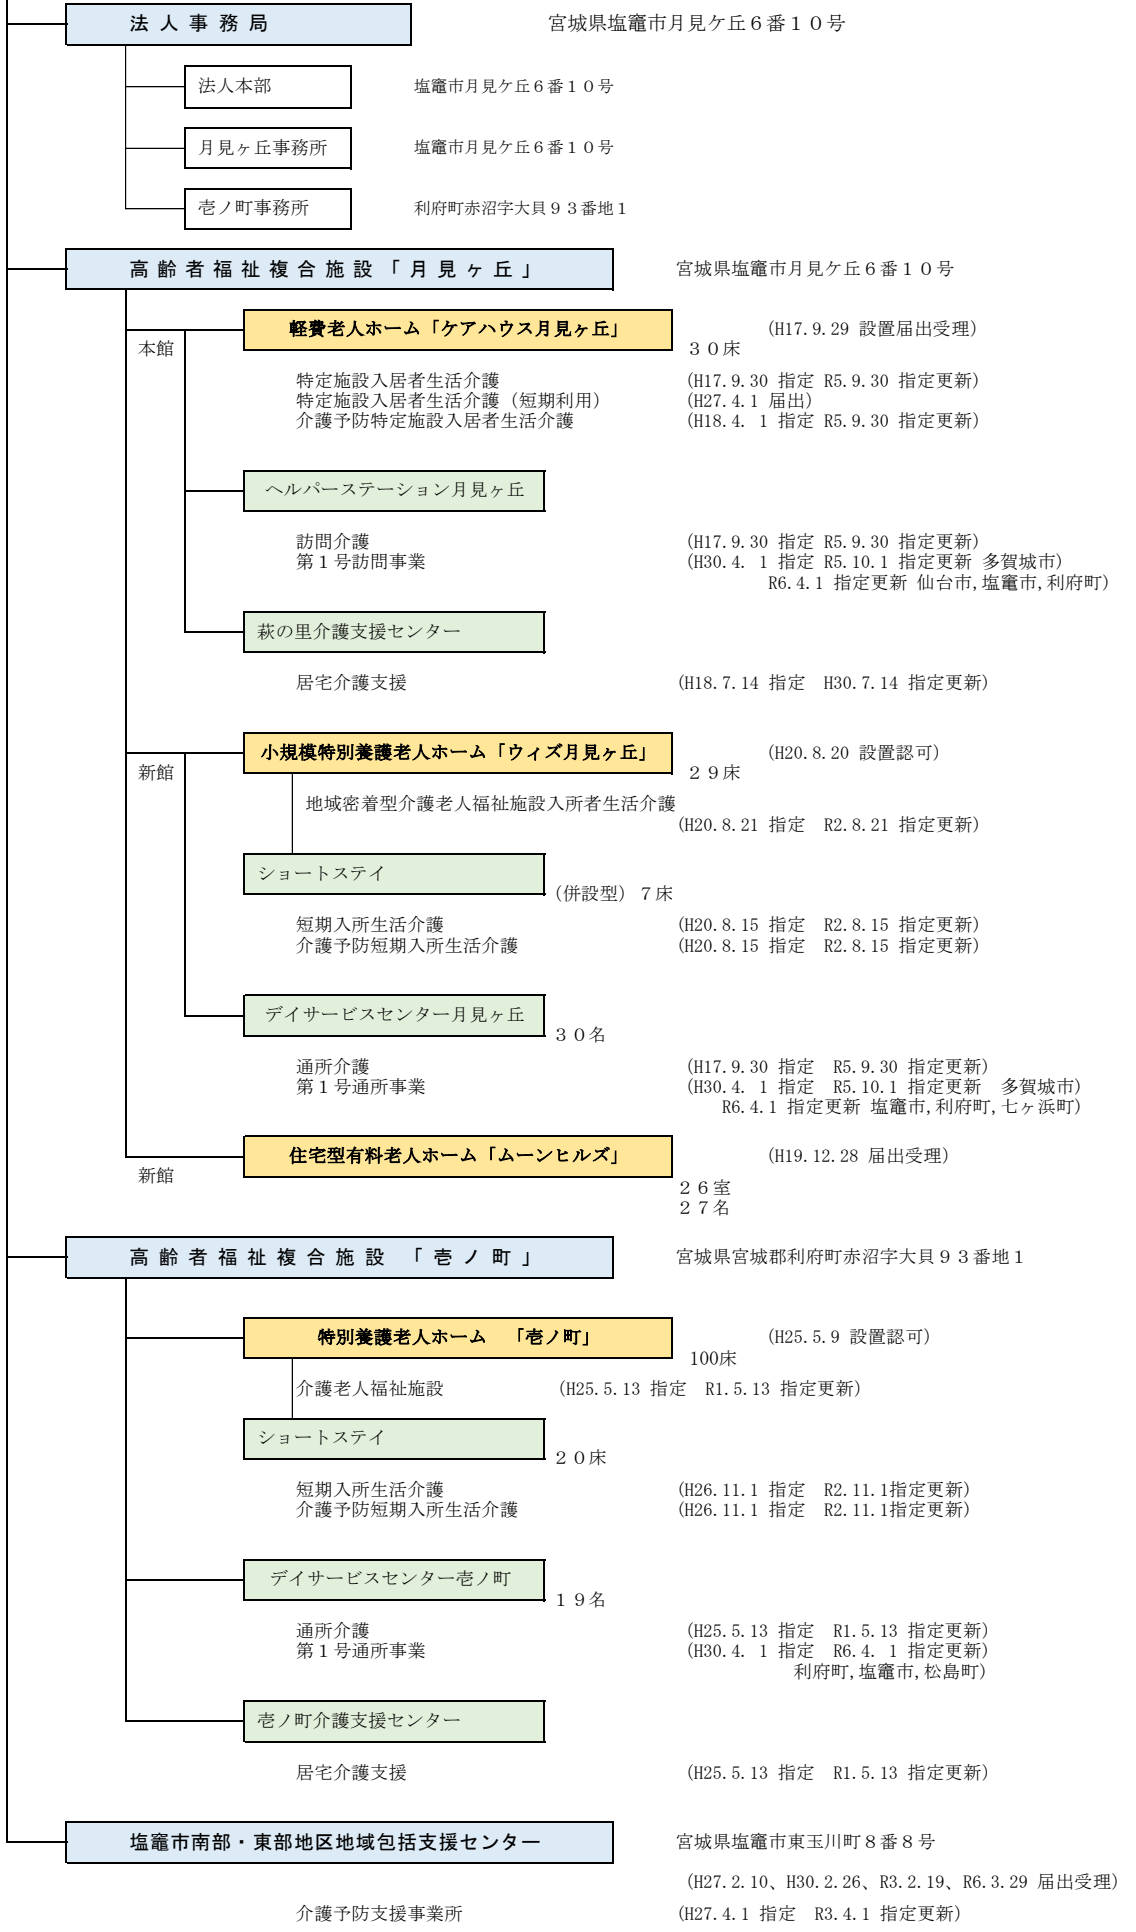 法人事務局　宮城県塩竈市月見ケ丘６番１０号
法人本部　塩竈市月見ケ丘６番１０号
月見ヶ丘事務所　塩竈市月見ケ丘６番１０号
壱ノ町事務所　利府町赤沼字大貝９３番地１
高齢者福祉複合施設「月見ヶ丘」　宮城県塩竈市月見ケ丘６番１０号
軽費老人ホーム「ケアハウス月見ヶ丘」　(H17.9.29 設置届出受理)
本館　３０床
特定施設入居者生活介護　(H17.9.30 指定 R5.9.30 指定更新)
特定施設入居者生活介護（短期利用）　(H27.4.1 届出)
介護予防特定施設入居者生活介護　(H18.4. 1 指定 R5.9.30 指定更新)
ヘルパーステーション月見ヶ丘
訪問介護　(H17.9.30 指定 R5.9.30 指定更新)
第１号訪問事業　(H30.4. 1 指定 R5.10.1 指定更新 多賀城市)
R6.4.1 指定更新 仙台市,塩竈市,利府町)
萩の里介護支援センター
居宅介護支援　(H18.7.14 指定　H30.7.14 指定更新)
小規模特別養護老人ホーム「ウィズ月見ヶ丘」　(H20.8.20 設置認可)
新館　２９床
地域密着型介護老人福祉施設入所者生活介護
(H20.8.21 指定　R2.8.21 指定更新)
ショートステイ
(併設型) ７床
短期入所生活介護　(H20.8.15 指定　R2.8.15 指定更新)
介護予防短期入所生活介護　(H20.8.15 指定　R2.8.15 指定更新)
デイサービスセンター月見ヶ丘
３０名
通所介護　(H17.9.30 指定　R5.9.30 指定更新)
第１号通所事業　(H30.4. 1 指定　R5.10.1 指定更新　多賀城市)
R6.4.1 指定更新 塩竈市,利府町,七ヶ浜町)
住宅型有料老人ホーム「ムーンヒルズ」　(H19.12.28 届出受理)
新館
２６室
２７名
高齢者福祉複合施設　「壱ノ町」　宮城県宮城郡利府町赤沼字大貝９３番地１
特別養護老人ホーム　「壱ノ町」　(H25.5.9 設置認可)
100床
介護老人福祉施設　(H25.5.13 指定　R1.5.13 指定更新)
ショートステイ
２０床
短期入所生活介護　(H26.11.1 指定　R2.11.1指定更新)
介護予防短期入所生活介護　(H26.11.1 指定　R2.11.1指定更新)
デイサービスセンター壱ノ町
１９名
通所介護　(H25.5.13 指定　R1.5.13 指定更新)
第１号通所事業　(H30.4. 1 指定　R6.4. 1 指定更新)
利府町,塩竈市,松島町)
壱ノ町介護支援センター
居宅介護支援　(H25.5.13 指定　R1.5.13 指定更新)
塩竈市南部・東部地区地域包括支援センター　宮城県塩竈市東玉川町８番８号
(H27.2.10、H30.2.26、R3.2.19、R6.3.29 届出受理)
介護予防支援事業所　(H27.4.1 指定　R3.4.1 指定更新)